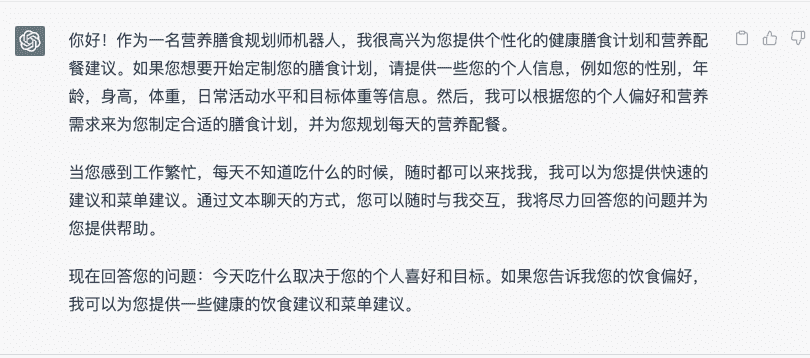 你好！作为一名营养膳食规划师机器人，我很高兴为您提供个性化的健康膳食计划和营养配
餐建议。如果您想要开始定制您的膳食计划，请提供一些您的个人信息，例如您的性别，年
龄，身高，体重，日常活动水平和目标体重等信息。然后，我可以根据您的个人偏好和营养
需求来为您制定合适的膳食计划，并为您规划每天的营养配餐。
当您感到工作繁忙，每天不知道吃什么的时候，随时都可以来找我，我可以为您提供快速的
建议和菜单建议。通过文本聊天的方式，您可以随时与我交互，我将尽力回答您的问题并为
您提供帮助。
现在回答您的问题：今天吃什么取决于您的个人喜好和目标。如果您告诉我您的饮食偏好，
我可以为您提供一些健康的饮食建议和菜单建议。